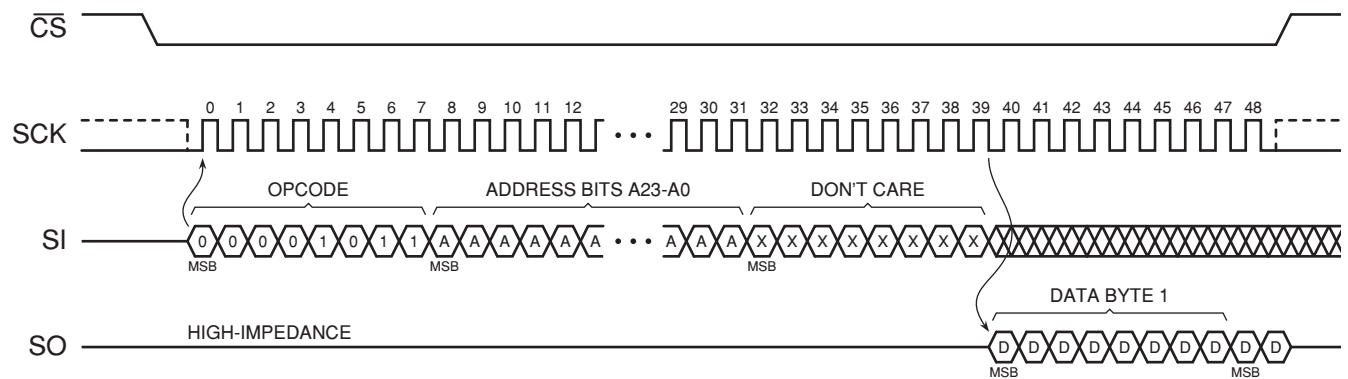 CS
0 1 2 3 4 5 6 7 8 9 10 11 12 29 30 31 32 33 34 35 36 37 38 39 40 41 42 43 44 45 46 47 48
SCK • • •
OPCODE ADDRESS BITS A23-A0 DON'T CARE
SI 0 0 0 0 1 0 1 1 A A A A A A • • • A A A X X X X X X X X
MSB MSB MSB
DATA BYTE 1
HIGH-IMPEDANCE
SO D D D D D D D D D D
MSB MSB